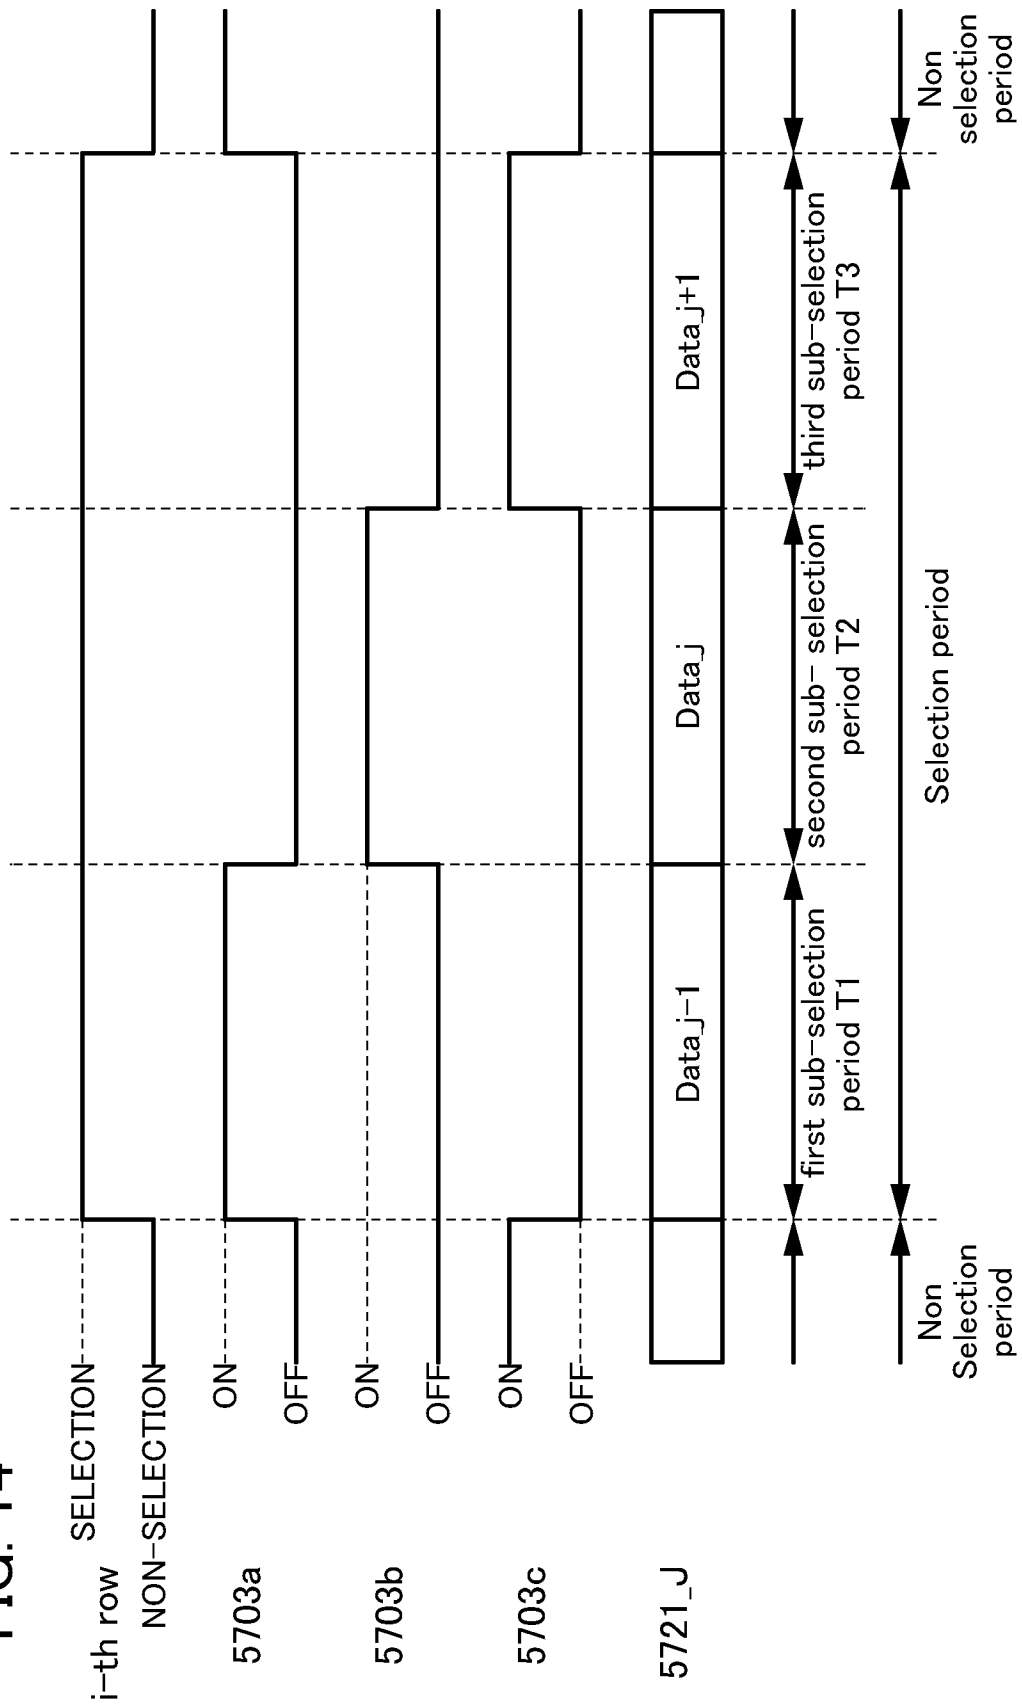 FIG. 14
SELECTION
i-th row
NON-SELECTION
ON
5703a
OFF
ON
5703b
OFF
ON
5703c
OFF
5721_J
Data_j-1
Data_j
Data_j+1
first sub-selection
period T1
second sub- selection
period T2
third sub-selection
period T3
Non
Selection
period
Selection period
Non
selection
period